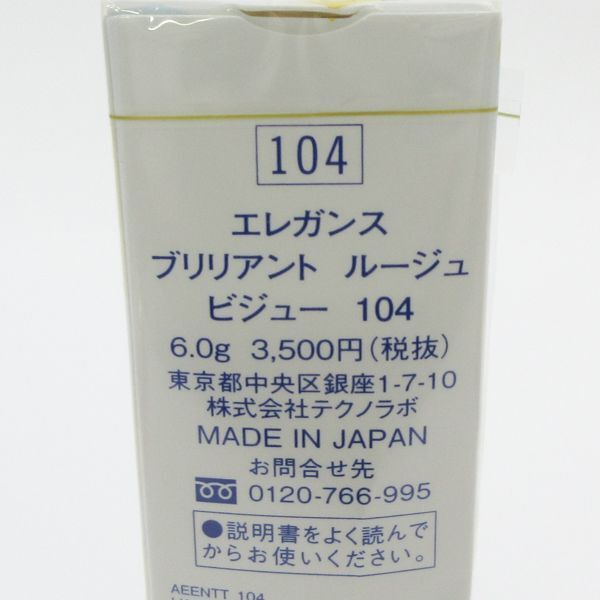 104
エレガンス
ブリリアント ルージュ
ビジュー 104
6.0g 3,500円(税抜)
東京都中央区銀座1-7-10
株式会社テクノラボ
MADE IN JAPAN
お問合せ先
0120-766-995
●説明書をよく読んで
からお使いください。
AEENTT 104